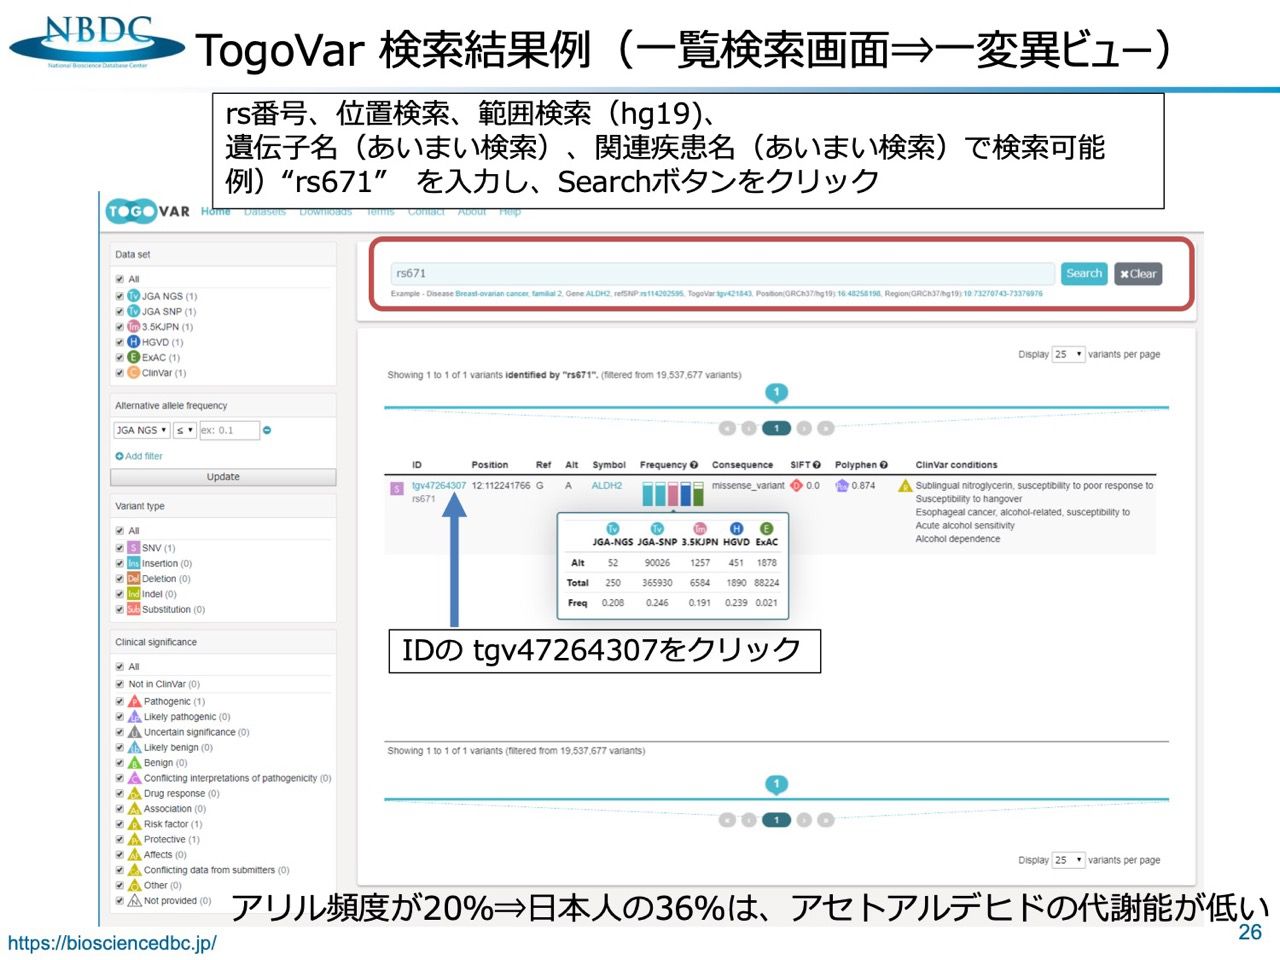 NBDC
National Bioscience Database Center
TogoVar 検索結果例（一覧検索画面⇒一変異ビュー）
rs番号、位置検索、範囲検索（hg19)、
遺伝子名（あいまい検索）、関連疾患名（あいまい検索）で検索可能
例）“rs671” を入力し、Searchボタンをクリック
TOGOVAR Home Datasets Downloads Terms Contact About Help
Data set
All
Tv JGA NGS (1)
Tv JGA SNP (1)
Tm 3.5KJPN (1)
H HGVD (1)
E ExAC (1)
C ClinVar (1)
Alternative allele frequency
JGA NGS ≤ ex: 0.1
Add filter
Update
Variant type
All
S SNV (1)
Ins Insertion (0)
Del Deletion (0)
Ind Indel (0)
Sub Substitution (0)
Clinical significance
All
Not in ClinVar (0)
P Pathogenic (1)
Likely pathogenic (0)
U Uncertain significance (0)
Likely benign (0)
B Benign (0)
C Conflicting interpretations of pathogenicity (0)
Drug response (0)
Association (0)
Risk factor (1)
Protective (1)
Affects (0)
Conflicting data from submitters (0)
Other (0)
Not provided (0)
rs671 Search Clear
Example - Disease Breast-ovarian cancer, familial 2, Gene:ALDH2, refSNP:rs114202595, TogoVar:tgv421843, Position(GRCh37/hg19):16:48258198, Region(GRCh37/hg19):10:73270743-73376976
Display 25 variants per page
Showing 1 to 1 of 1 variants identified by "rs671". (filtered from 19,537,677 variants)
1
« ‹ 1 › »
ID Position Ref Alt Symbol Frequency Consequence SIFT Polyphen ClinVar conditions
S tgv47264307 12:112241766 G A ALDH2 missense_variant D 0.0 0.874 Sublingual nitroglycerin, susceptibility to poor response to
rs671 Susceptibility to hangover
Esophageal cancer, alcohol-related, susceptibility to
Acute alcohol sensitivity
Alcohol dependence
Tv Tv Tm H E
JGA-NGS JGA-SNP 3.5KJPN HGVD ExAC
Alt 52 90026 1257 451 1878
Total 250 365930 6584 1890 88224
Freq 0.208 0.246 0.191 0.239 0.021
IDの tgv47264307をクリック
Showing 1 to 1 of 1 variants (filtered from 19,537,677 variants)
1
« ‹ 1 › »
Display 25 variants per page
アリル頻度が20%⇒日本人の36%は、アセトアルデヒドの代謝能が低い
https://biosciencedbc.jp/
26